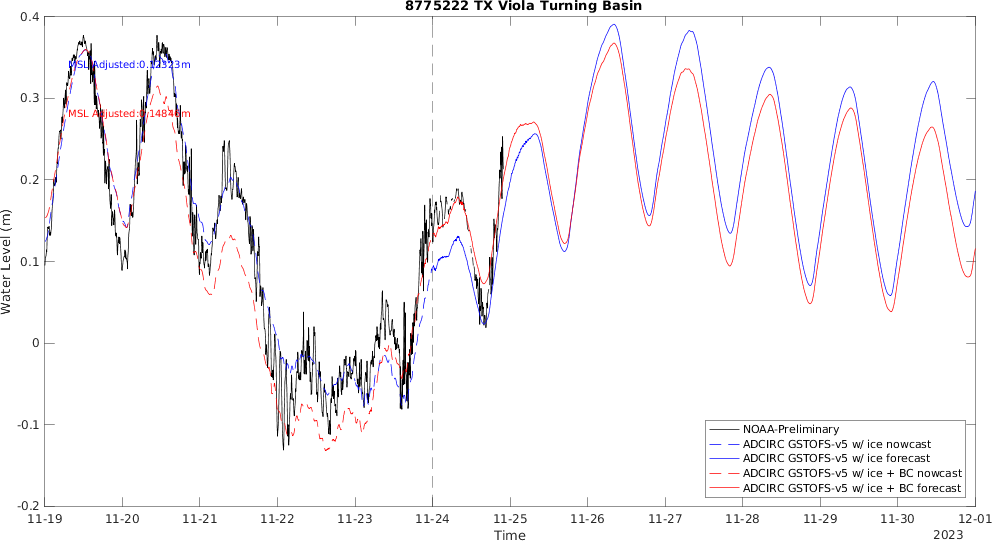 8775222 TX Viola Turning Basin
0.4
0.3
0.2
0.1
0
-0.1
-0.2
Water Level (m)
MSL Adjusted:0.12323m
MSL Adjusted:0.14846m
NOAA-Preliminary
ADCIRC GSTOFS-v5 w/ ice nowcast
ADCIRC GSTOFS-v5 w/ ice forecast
ADCIRC GSTOFS-v5 w/ ice + BC nowcast
ADCIRC GSTOFS-v5 w/ ice + BC forecast
11-19 11-20 11-21 11-22 11-23 11-24 11-25 11-26 11-27 11-28 11-29 11-30 12-01
Time
2023